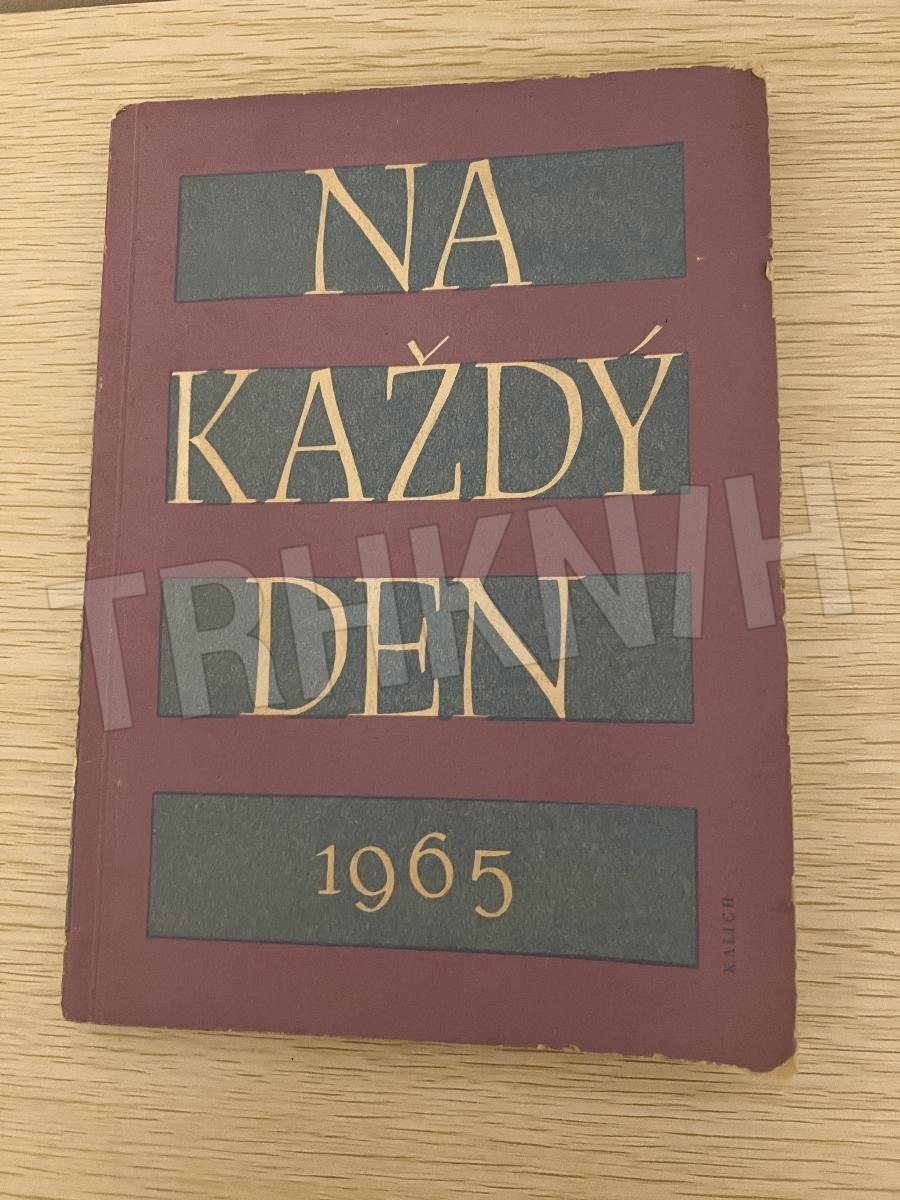 NA
KAŽDÝ
DEN
1965
KALICH
TRHKNIH